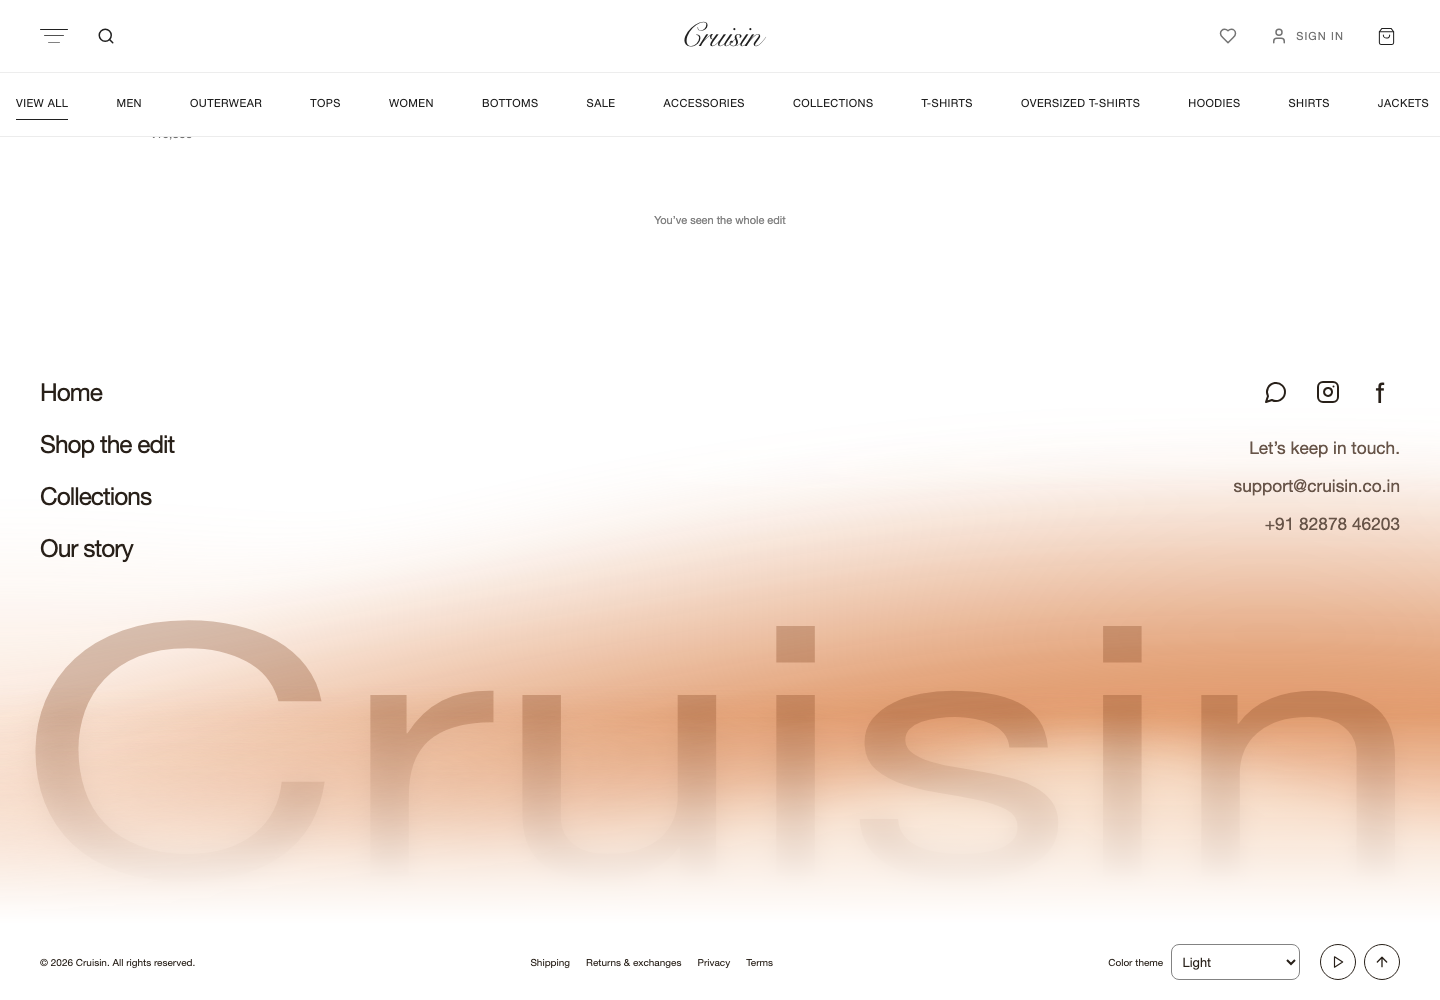 Cruisin
SIGN IN
VIEW ALL MEN OUTERWEAR TOPS WOMEN BOTTOMS SALE ACCESSORIES COLLECTIONS T-SHIRTS OVERSIZED T-SHIRTS HOODIES SHIRTS JACKETS
You’ve seen the whole edit
Home
Shop the edit
Collections
Our story
Let’s keep in touch.
support@cruisin.co.in
+91 82878 46203
Cruisin
© 2026 Cruisin. All rights reserved.
Shipping Returns & exchanges Privacy Terms
Color theme Light